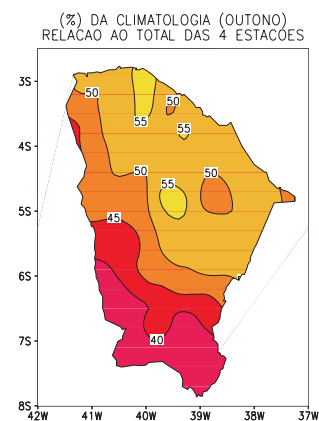 (%) DA CLIMATOLOGIA (OUTONO)
RELACAO AO TOTAL DAS 4 ESTACOES
3S
50
50
55
55
4S
50
50
55
5S
45
6S
7S
40
8S
42W 41W 40W 39W 38W 37W